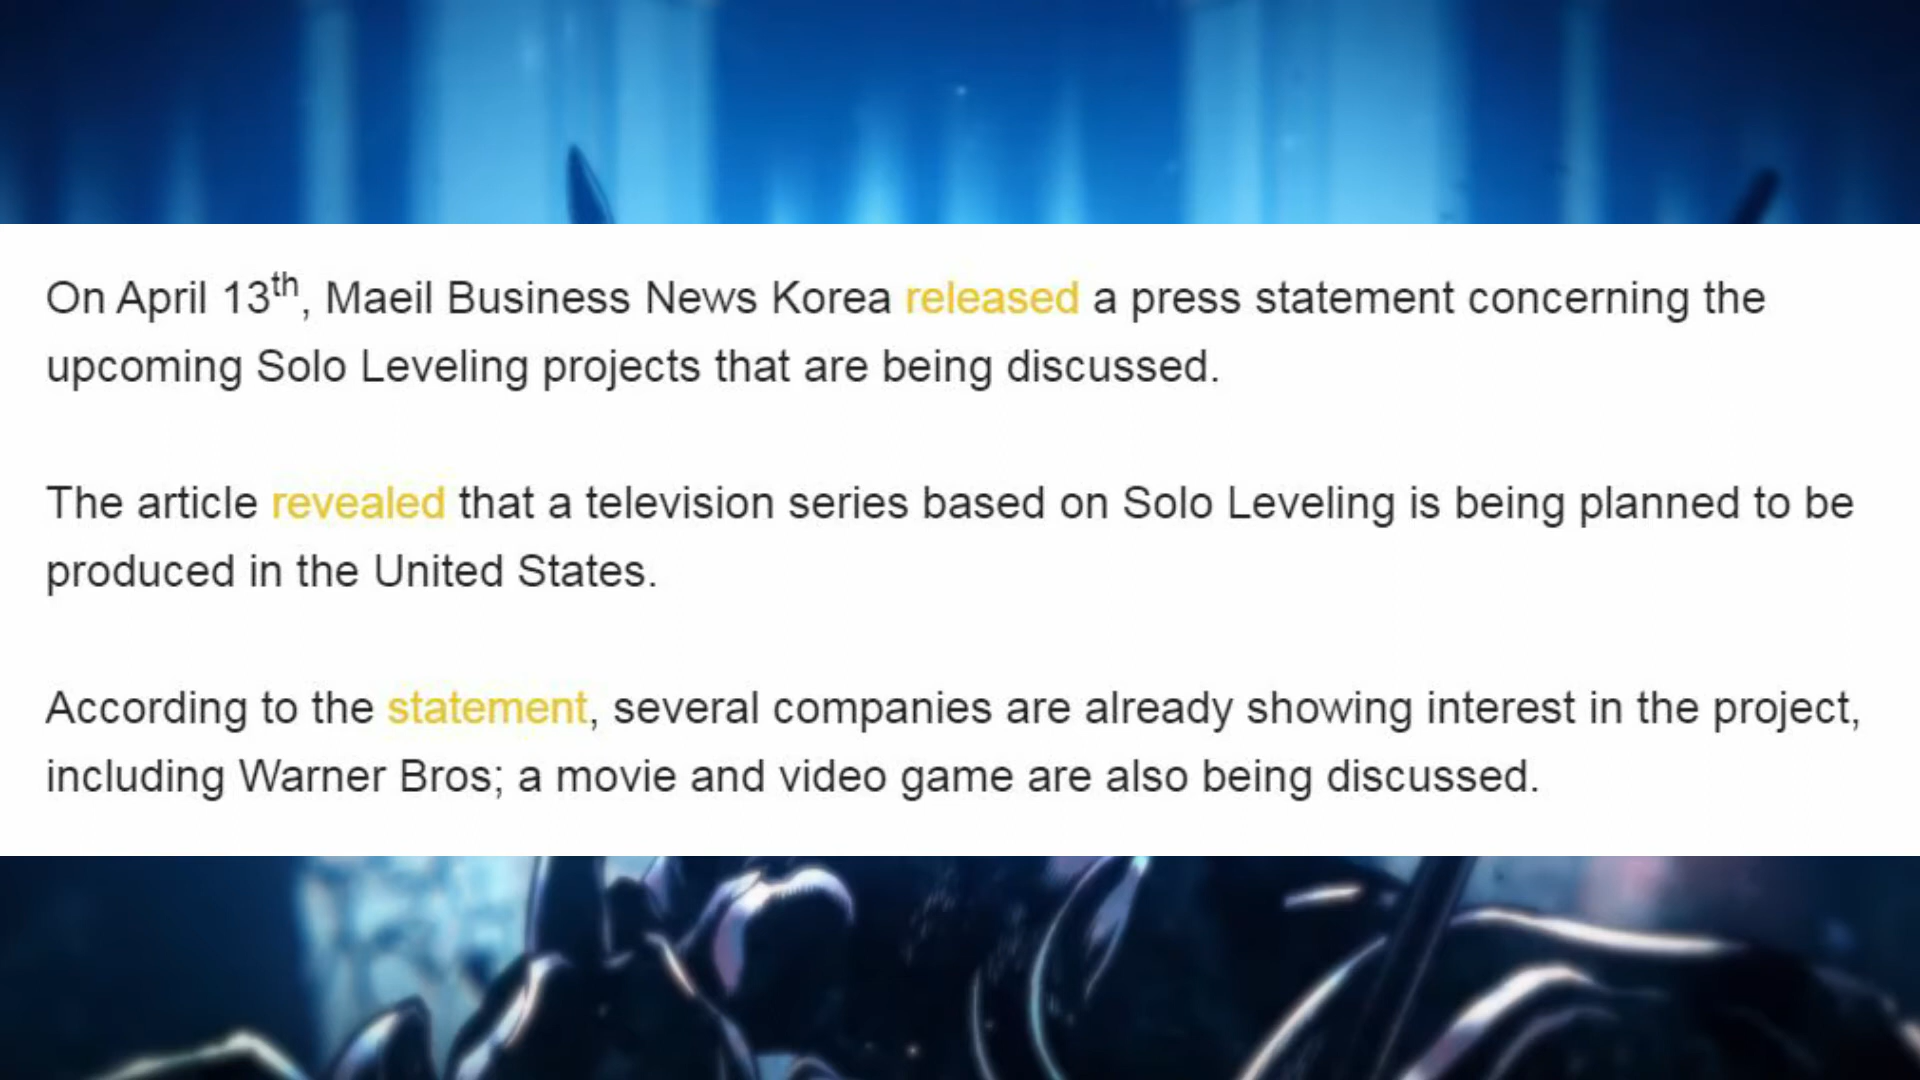 On April 13th, Maeil Business News Korea released a press statement concerning the
upcoming Solo Leveling projects that are being discussed.
The article revealed that a television series based on Solo Leveling is being planned to be
produced in the United States.
According to the statement, several companies are already showing interest in the project,
including Warner Bros; a movie and video game are also being discussed.